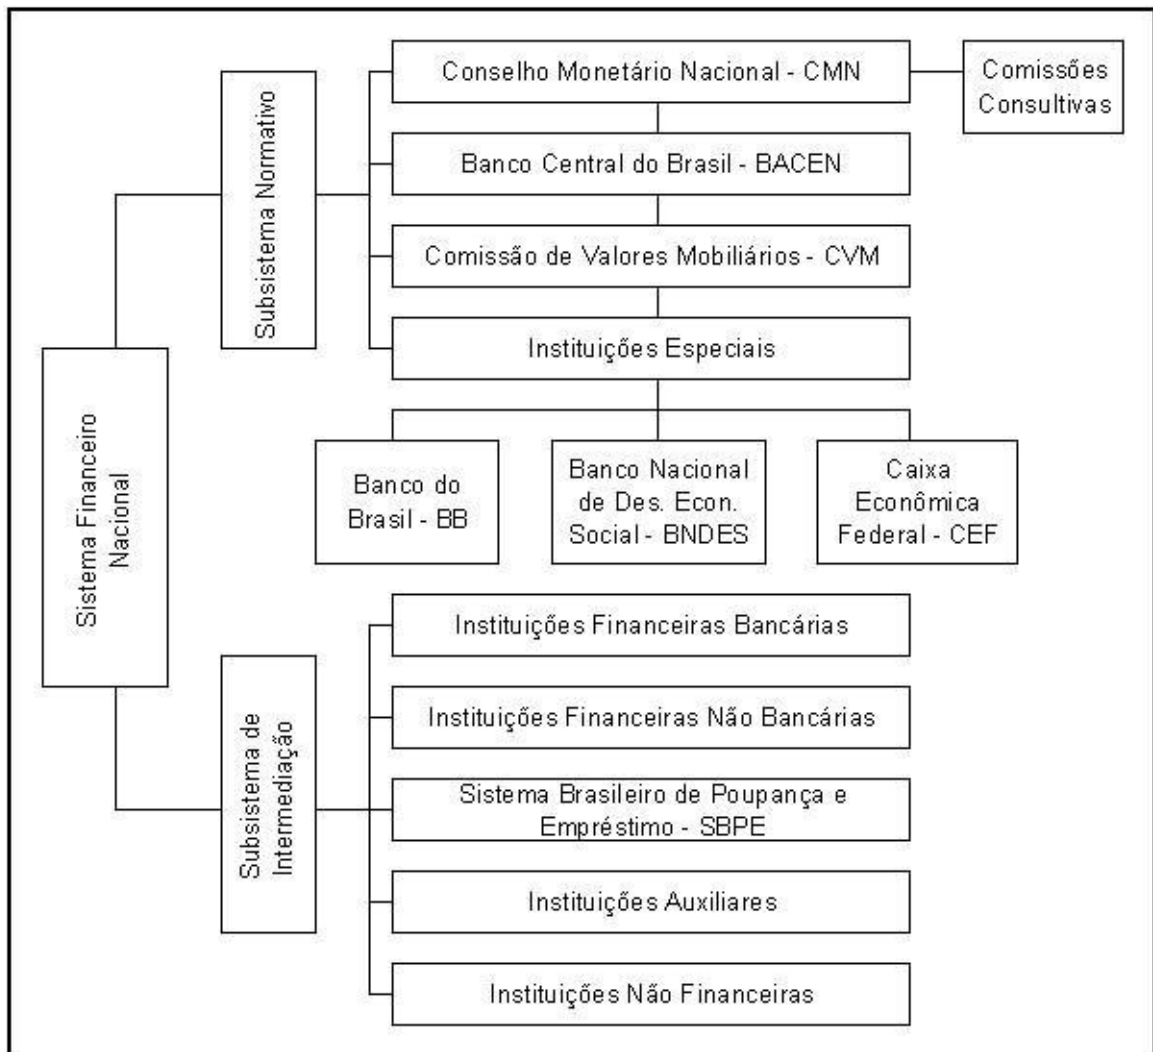 Conselho Monetário Nacional - CMN
Comissões
Consultivas
Subsistema Normativo
Banco Central do Brasil - BACEN
Comissão de Valores Mobiliários - CVM
Instituições Especiais
Sistema Financeiro
Nacional
Banco do
Brasil - BB
Banco Nacional
de Des. Econ.
Social - BNDES
Caixa
Econômica
Federal - CEF
Instituições Financeiras Bancárias
Subsistema de
Intermediação
Instituições Financeiras Não Bancárias
Sistema Brasileiro de Poupança e
Empréstimo - SBPE
Instituições Auxiliares
Instituições Não Financeiras